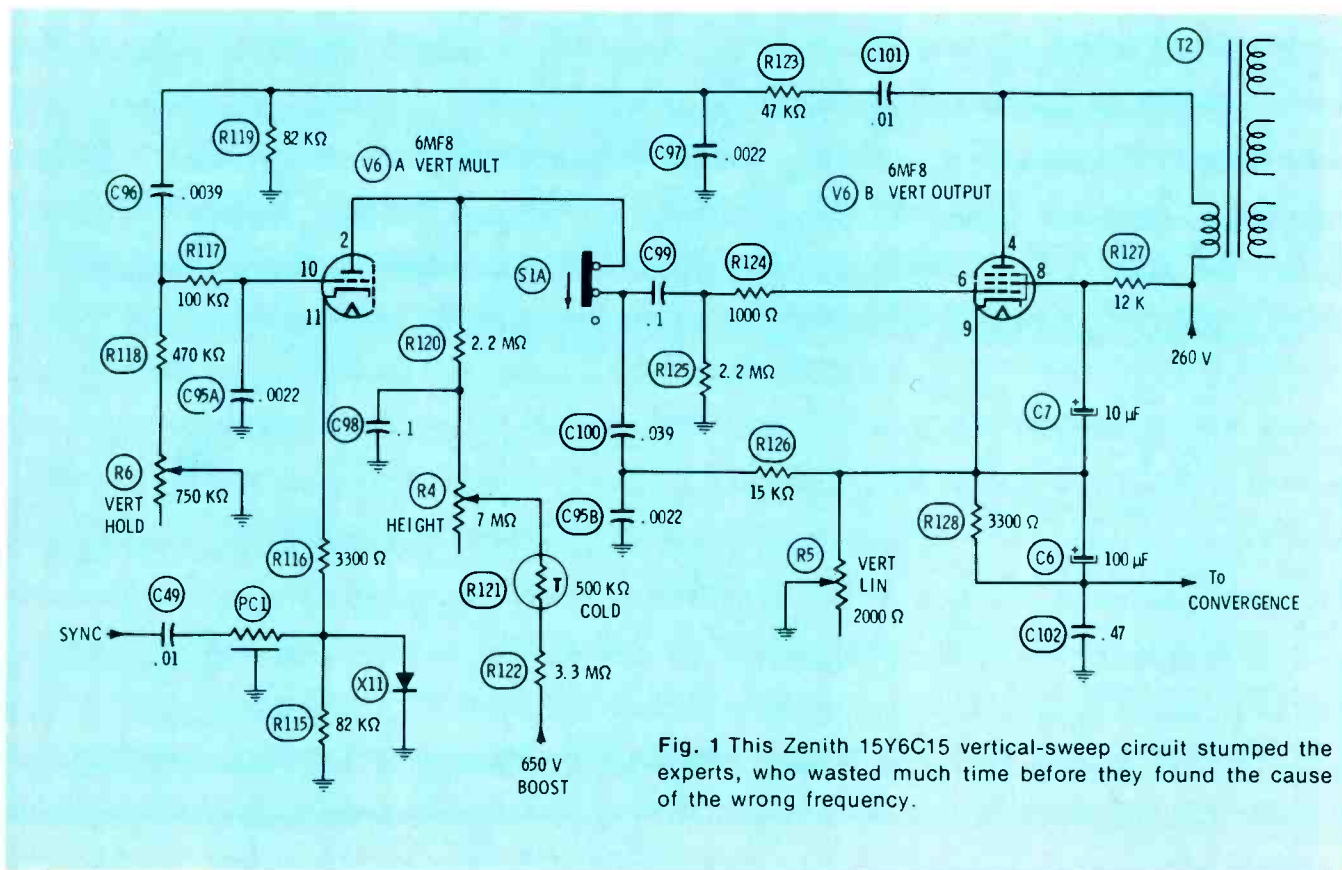 T2
R123
47 KΩ
C101
.01
R119
82 KΩ
6MF8
V6 A VERT MULT
C97
.0022
6MF8
V6 B VERT OUTPUT
C96
.0039
R117
100 KΩ
10
2
11
S1A
C99
.1
R124
1000 Ω
4
6
8
9
R127
12 K
260 V
R118
470 KΩ
C95A
.0022
R120
2.2 MΩ
R125
2.2 MΩ
C98
.1
C100
.039
R126
15 KΩ
C7
+
10 µF
R6
VERT
HOLD
750 KΩ
R4
HEIGHT
7 MΩ
C95B
.0022
R128
3300 Ω
R116
3300 Ω
R121
T
500 KΩ
COLD
R5
VERT
LIN
2000 Ω
C6
+
100 µF
To
CONVERGENCE
C49
.01
PC1
SYNC
X11
R122
3.3 MΩ
C102
.47
R115
82 KΩ
650 V
BOOST
Fig. 1 This Zenith 15Y6C15 vertical-sweep circuit stumped the
experts, who wasted much time before they found the cause
of the wrong frequency.